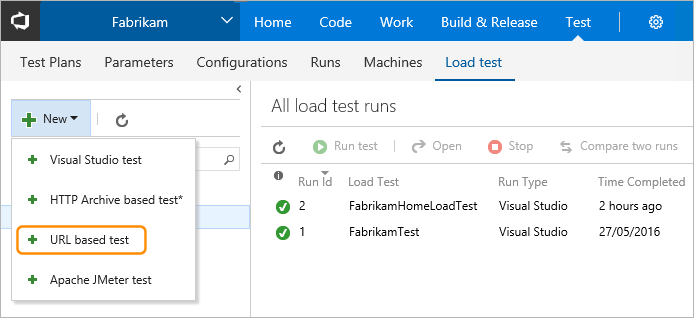 Fabrikam Home Code Work Build & Release Test
Test Plans Parameters Configurations Runs Machines Load test
New
Visual Studio test
HTTP Archive based test*
URL based test
Apache JMeter test
All load test runs
Run test Open Stop Compare two runs
Run Id Load Test Run Type Time Completed
2 FabrikamHomeLoadTest Visual Studio 2 hours ago
1 FabrikamTest Visual Studio 27/05/2016